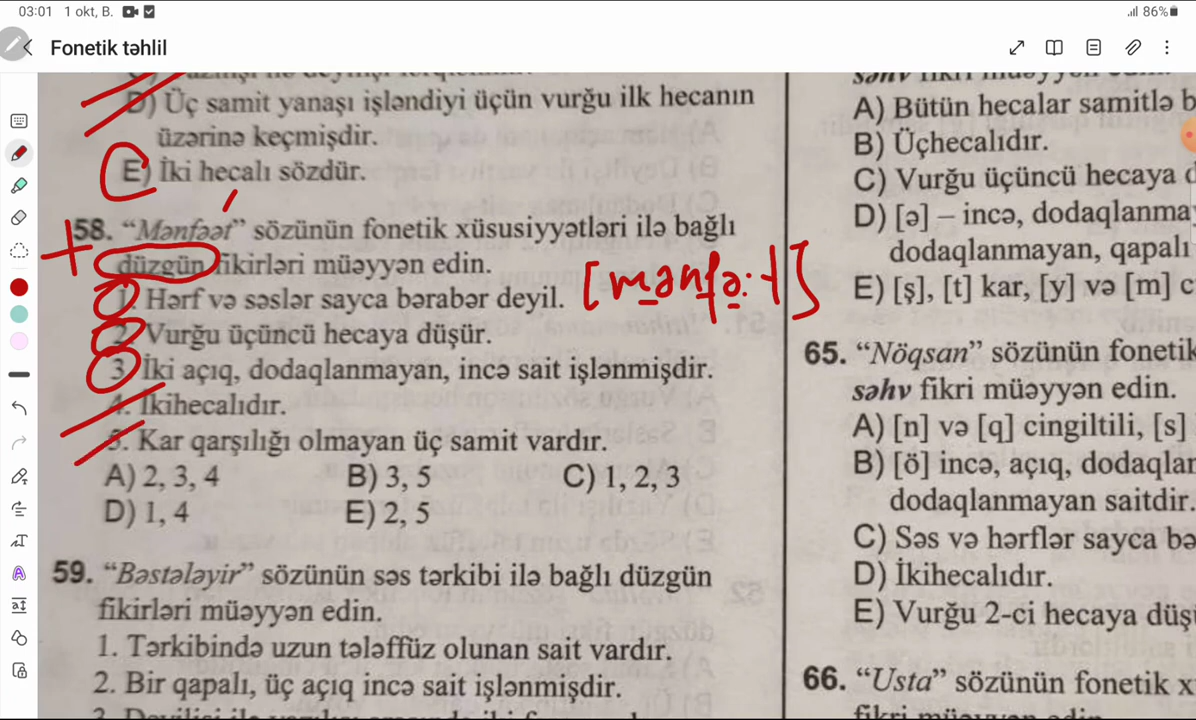 03:01 1 okt, B. 86%
Fonetik təhlil
D) Üç samit yanaşı işləndiyi üçün vurğu ilk hecanın
üzərinə keçmişdir.
E) İki hecalı sözdür.
58. “Mənfəət” sözünün fonetik xüsusiyyətləri ilə bağlı
düzgün fikirləri müəyyən edin.
[mənfə:t]
1. Hərf və səslər sayca bərabər deyil.
2. Vurğu üçüncü hecaya düşür.
3. İki açıq, dodaqlanmayan, incə sait işlənmişdir.
4. İkihecalıdır.
5. Kar qarşılığı olmayan üç samit vardır.
A) 2, 3, 4 B) 3, 5 C) 1, 2, 3
D) 1, 4 E) 2, 5
59. “Bəstələyir” sözünün səs tərkibi ilə bağlı düzgün
fikirləri müəyyən edin.
1. Tərkibində uzun tələffüz olunan sait vardır.
2. Bir qapalı, üç açıq incə sait işlənmişdir.
A) Bütün hecalar samitlə b
B) Üçhecalıdır.
C) Vurğu üçüncü hecaya d
D) [ə] – incə, dodaqlanma
dodaqlanmayan, qapalı
E) [ş], [t] kar, [y] və [m] c
65. “Nöqsan” sözünün fonetik
səhv fikri müəyyən edin.
A) [n] və [q] cingiltili, [s]
B) [ö] incə, açıq, dodaqlan
dodaqlanmayan saitdir.
C) Səs və hərflər sayca bə
D) İkihecalıdır.
E) Vurğu 2-ci hecaya düşü
66. “Usta” sözünün fonetik x